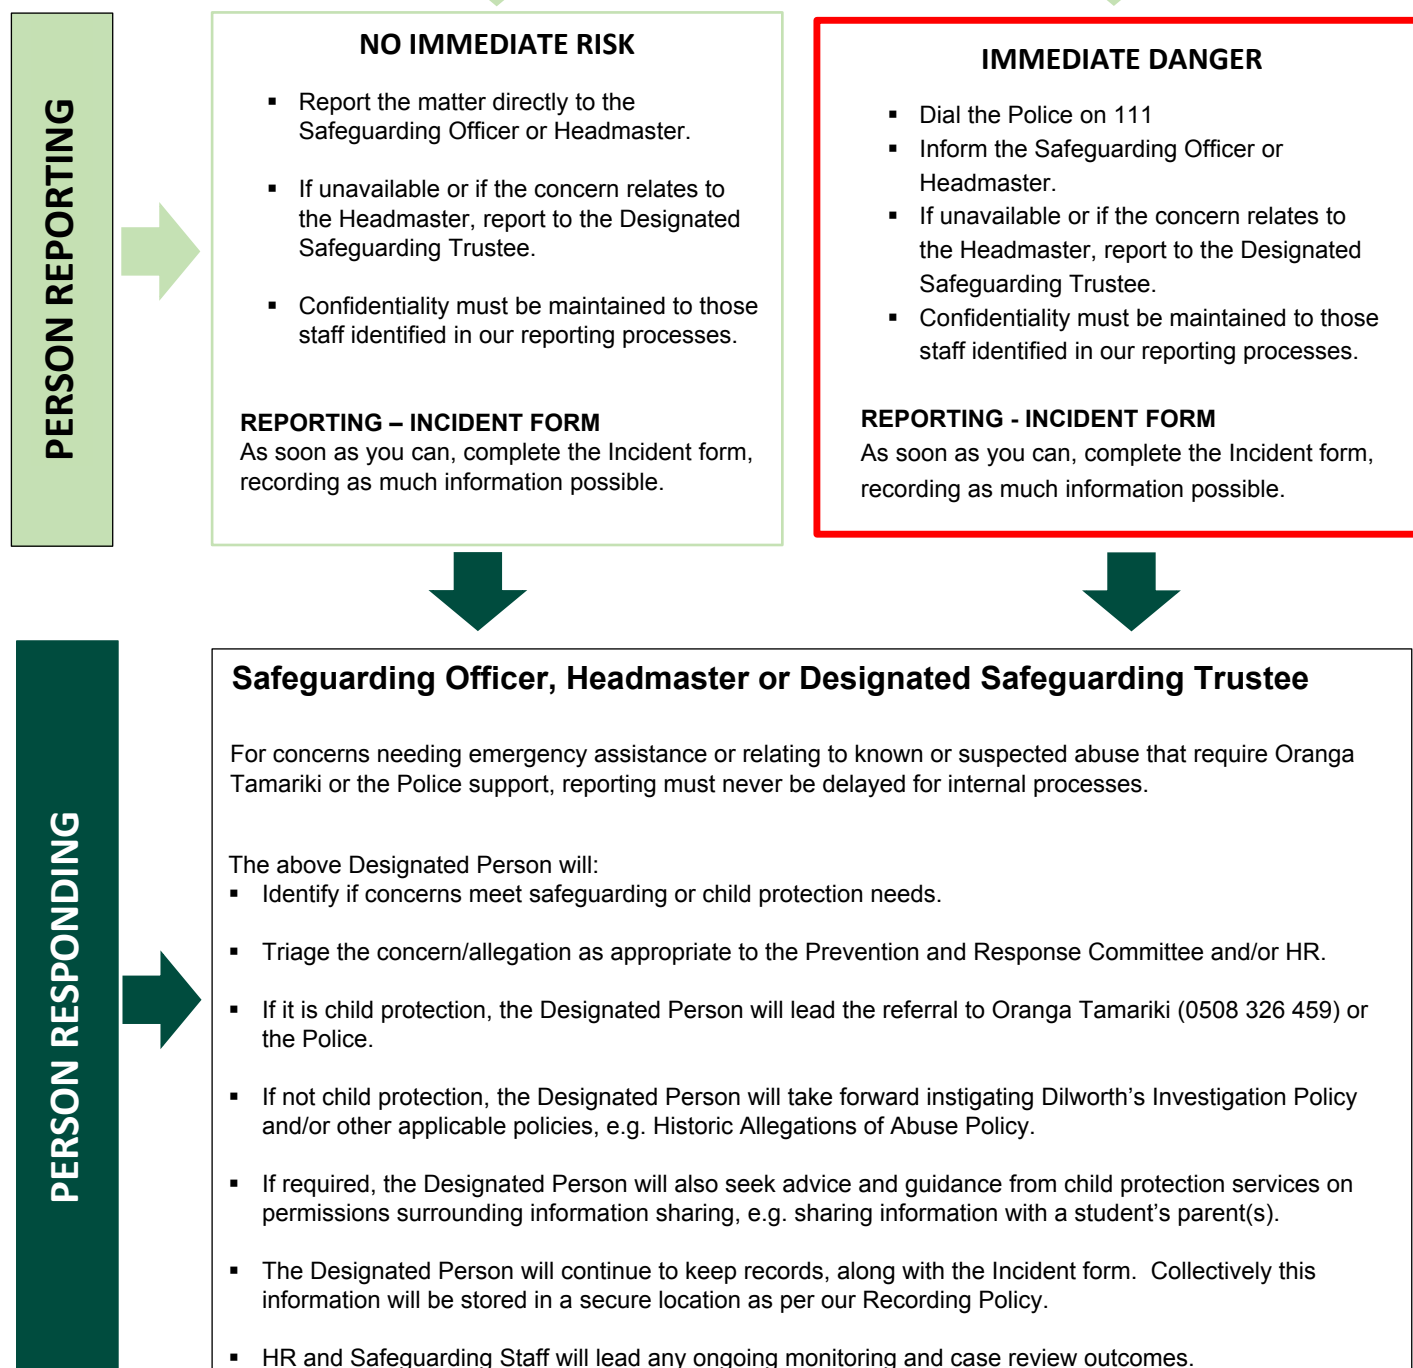 PERSON REPORTING
NO IMMEDIATE RISK
▪ Report the matter directly to the
Safeguarding Officer or Headmaster.
▪ If unavailable or if the concern relates to
the Headmaster, report to the Designated
Safeguarding Trustee.
▪ Confidentiality must be maintained to those
staff identified in our reporting processes.
REPORTING – INCIDENT FORM
As soon as you can, complete the Incident form,
recording as much information possible.
IMMEDIATE DANGER
▪ Dial the Police on 111
▪ Inform the Safeguarding Officer or
Headmaster.
▪ If unavailable or if the concern relates to
the Headmaster, report to the Designated
Safeguarding Trustee.
▪ Confidentiality must be maintained to those
staff identified in our reporting processes.
REPORTING - INCIDENT FORM
As soon as you can, complete the Incident form,
recording as much information possible.
PERSON RESPONDING
Safeguarding Officer, Headmaster or Designated Safeguarding Trustee
For concerns needing emergency assistance or relating to known or suspected abuse that require Oranga
Tamariki or the Police support, reporting must never be delayed for internal processes.
The above Designated Person will:
▪ Identify if concerns meet safeguarding or child protection needs.
▪ Triage the concern/allegation as appropriate to the Prevention and Response Committee and/or HR.
▪ If it is child protection, the Designated Person will lead the referral to Oranga Tamariki (0508 326 459) or
the Police.
▪ If not child protection, the Designated Person will take forward instigating Dilworth’s Investigation Policy
and/or other applicable policies, e.g. Historic Allegations of Abuse Policy.
▪ If required, the Designated Person will also seek advice and guidance from child protection services on
permissions surrounding information sharing, e.g. sharing information with a student’s parent(s).
▪ The Designated Person will continue to keep records, along with the Incident form. Collectively this
information will be stored in a secure location as per our Recording Policy.
▪ HR and Safeguarding Staff will lead any ongoing monitoring and case review outcomes.